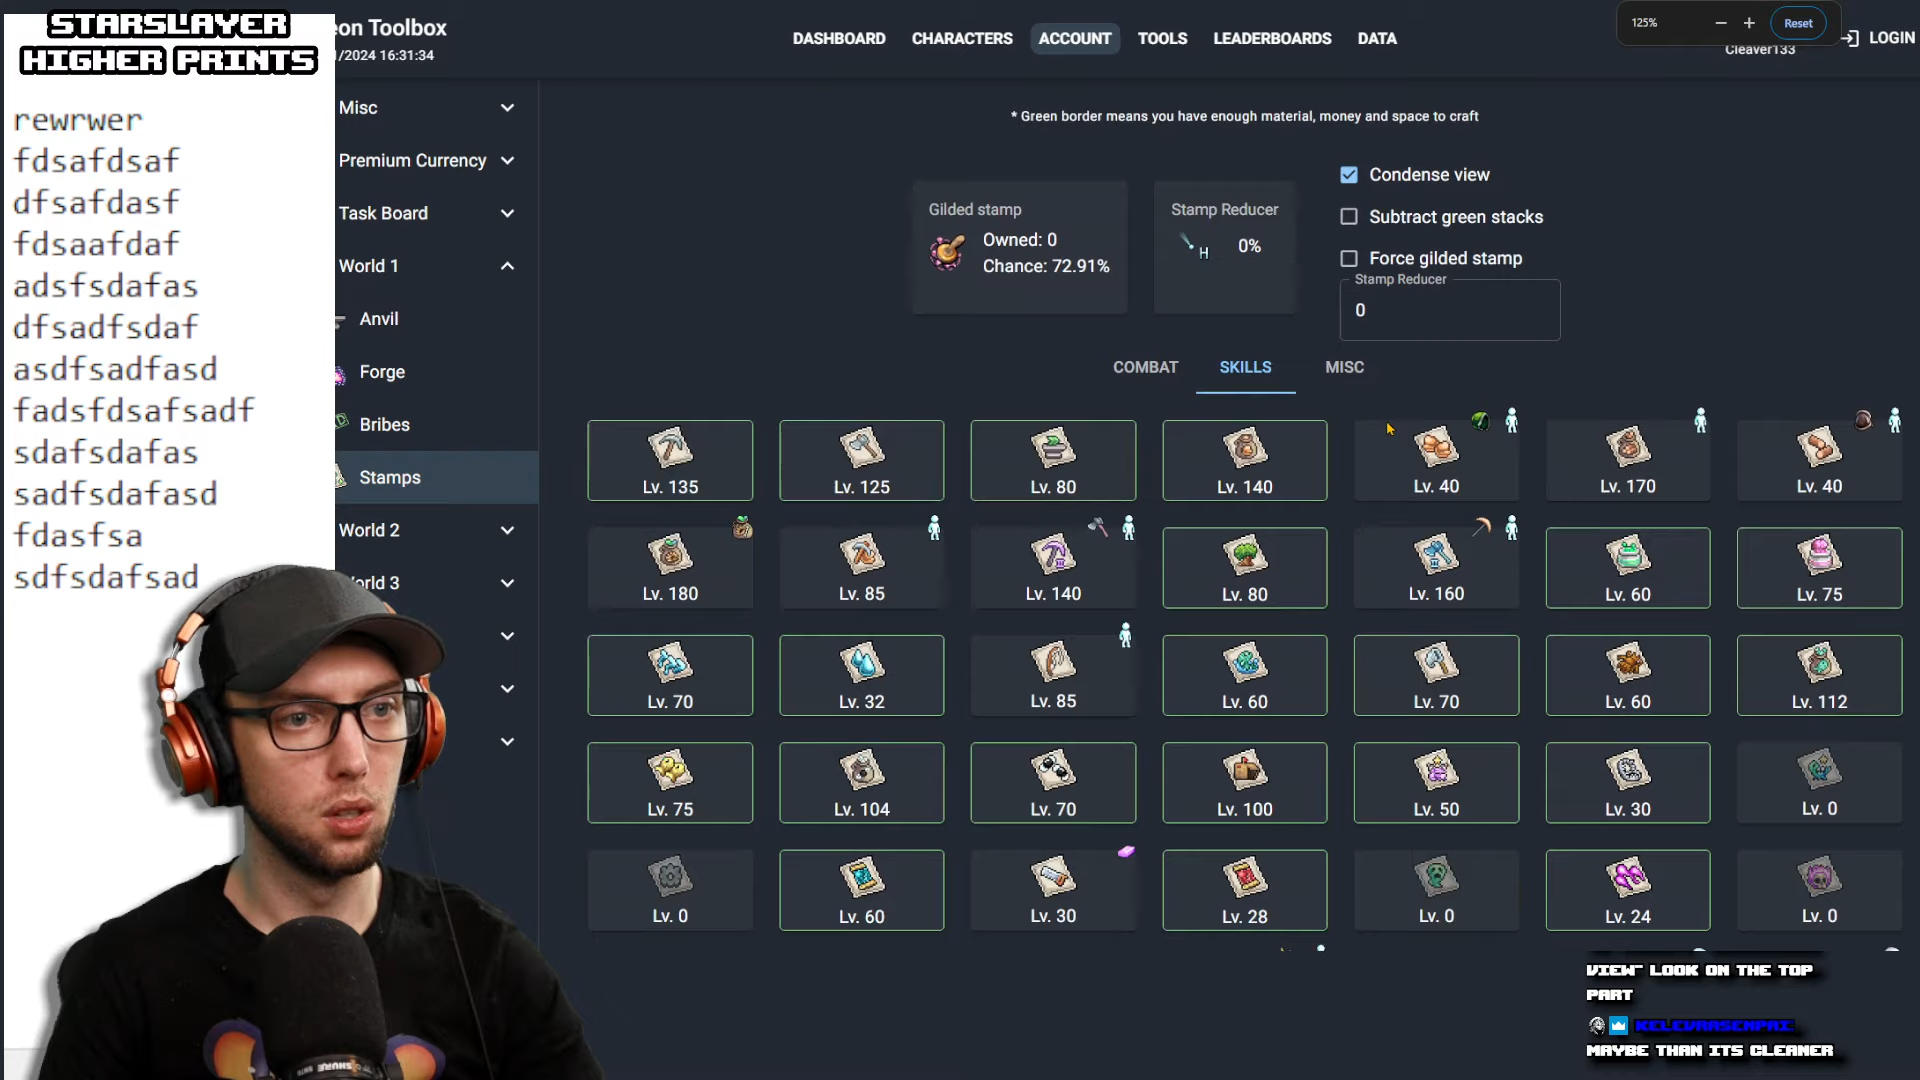 STARSLAYER
HIGHER PRINTS
rewrwer
fdsafdsaf
dfsafdasf
fdsaafdaf
adsfsdafas
dfsadfsdaf
asdfsadfasd
fadsfdsafsadf
sdafsdafas
sadfsdafasd
fdasfsa
sdfsdafsad
eon Toolbox
/2024 16:31:34
DASHBOARD
CHARACTERS
ACCOUNT
TOOLS
LEADERBOARDS
DATA
125%
Reset
Cleaver133
LOGIN
Misc
Premium Currency
Task Board
World 1
Anvil
Forge
Bribes
Stamps
World 2
orld 3
* Green border means you have enough material, money and space to craft
Gilded stamp
Owned: 0
Chance: 72.91%
Stamp Reducer
H
0%
Condense view
Subtract green stacks
Force gilded stamp
Stamp Reducer
0
COMBAT
SKILLS
MISC
Lv. 135
Lv. 125
Lv. 80
Lv. 140
Lv. 40
Lv. 170
Lv. 40
Lv. 180
Lv. 85
Lv. 140
Lv. 80
Lv. 160
Lv. 60
Lv. 75
Lv. 70
Lv. 32
Lv. 85
Lv. 60
Lv. 70
Lv. 60
Lv. 112
Lv. 75
Lv. 104
Lv. 70
Lv. 100
Lv. 50
Lv. 30
Lv. 0
Lv. 0
Lv. 60
Lv. 30
Lv. 28
Lv. 0
Lv. 24
Lv. 0
VIEW" LOOK ON THE TOP
PART
KELEVRASENPAI
MAYBE THAN ITS CLEANER
SHURE